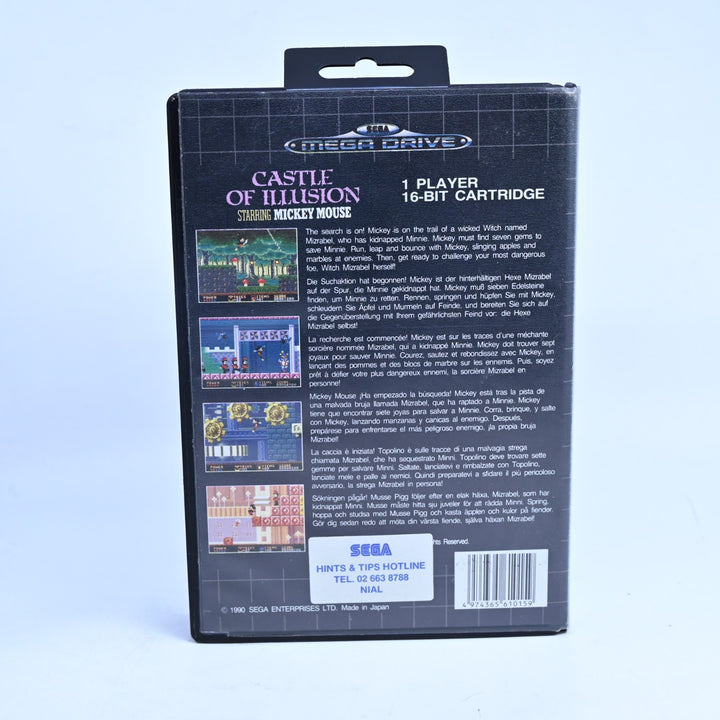 SEGA
MEGA DRIVE
CASTLE
OF ILLUSION
STARRING MICKEY MOUSE
1 PLAYER
16-BIT CARTRIDGE
The search is on! Mickey is on the trail of a wicked Witch named
Mizrabel, who has kidnapped Minnie. Mickey must find seven gems to
save Minnie. Run, leap and bounce with Mickey, slinging apples and
marbles at enemies. Then, get ready to challenge your most dangerous
foe, Witch Mizrabel herself!
Die Suchaktion hat begonnen! Mickey ist der hinterhältigen Hexe Mizrabel
auf der Spur, die Minnie gekidnappt hat. Mickey muß sieben Edelsteine
finden, um Minnie zu retten. Rennen, springen und hüpfen Sie mit Mickey,
schleudern Sie Äpfel und Murmeln auf Feinde, und bereiten Sie sich auf
die Gegenüberstellung mit Ihrem gefährlichsten Feind vor: die Hexe
Mizrabel selbst!
La recherche est commencée! Mickey est sur les traces d'une méchante
sorcière nommée Mizrabel, qui a kidnappé Minnie. Mickey doit trouver sept
joyaux pour sauver Minnie. Courez, sautez et rebondissez avec Mickey, en
lançant des pommes et des blocs de marbre sur les ennemis. Puis, soyez
prêt à défier votre plus dangereux ennemi, la sorcière Mizrabel en
personne!
Mickey Mouse ¡Ha empezado la búsqueda! Mickey está tras la pista de
una malvada bruja llamada Mizrabel, que ha raptado a Minnie. Mickey
tiene que encontrar siete joyas para salvar a Minnie. Corra, brinque, y salte
con Mickey, lanzando manzanas y canicas al enemigo. Después,
prepárese para enfrentarse el más peligroso enemigo, ¡la propia bruja
Mizrabel!
La caccia è iniziata! Topolino è sulle tracce di una malvagia strega
chiamata Mizrabel, che ha sequestrato Minni. Topolino deve trovare sette
gemme per salvare Minni. Saltate, lanciatevi e rimbalzate con Topolino,
lanciate mele e palle ai nemici. Quindi preparatevi a sfidare il più pericoloso
avversario, la strega Mizrabel in persona!
Sökningen pågår! Musse Pigg följer efter en elak häxa, Mizrabel, som har
kidnappat Minni. Musse måste hitta sju juveler för att rädda Minni. Spring,
hoppa och studsa med Musse Pigg och kasta äpplen och kulor på fiender.
Gör dig sedan redo att möta din värsta fiende, själva häxan Mizrabel!
hts Reserved.
SEGA
HINTS & TIPS HOTLINE
TEL. 02 663 8788
NIAL
© 1990 SEGA ENTERPRISES LTD. Made in Japan
4 974365 610159